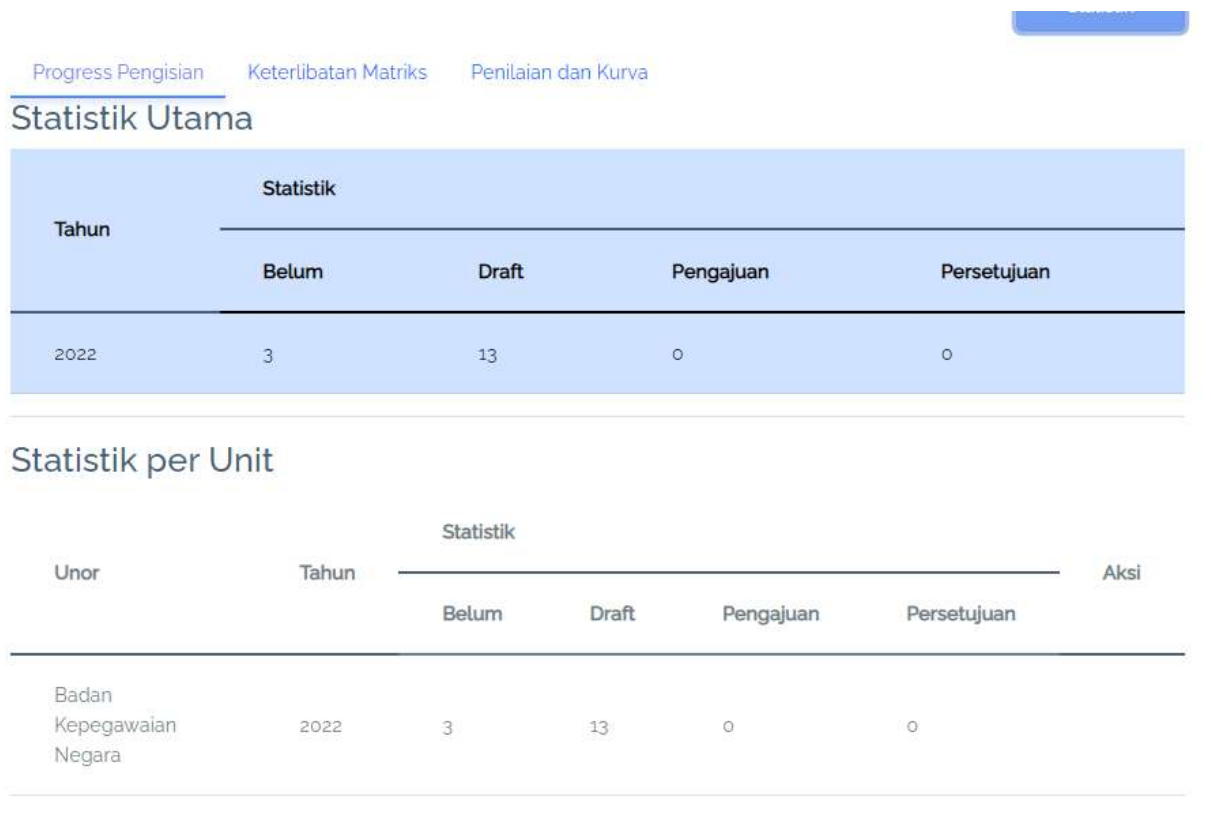 Progress Pengisian Keterlibatan Matriks Penilaian dan Kurva
Statistik Utama
Tahun
Statistik
Belum Draft Pengajuan Persetujuan
2022 3 13 0 0
Statistik per Unit
Unor Tahun
Statistik
Aksi
Belum Draft Pengajuan Persetujuan
Badan
Kepegawaian
Negara
2022 3 13 0 0